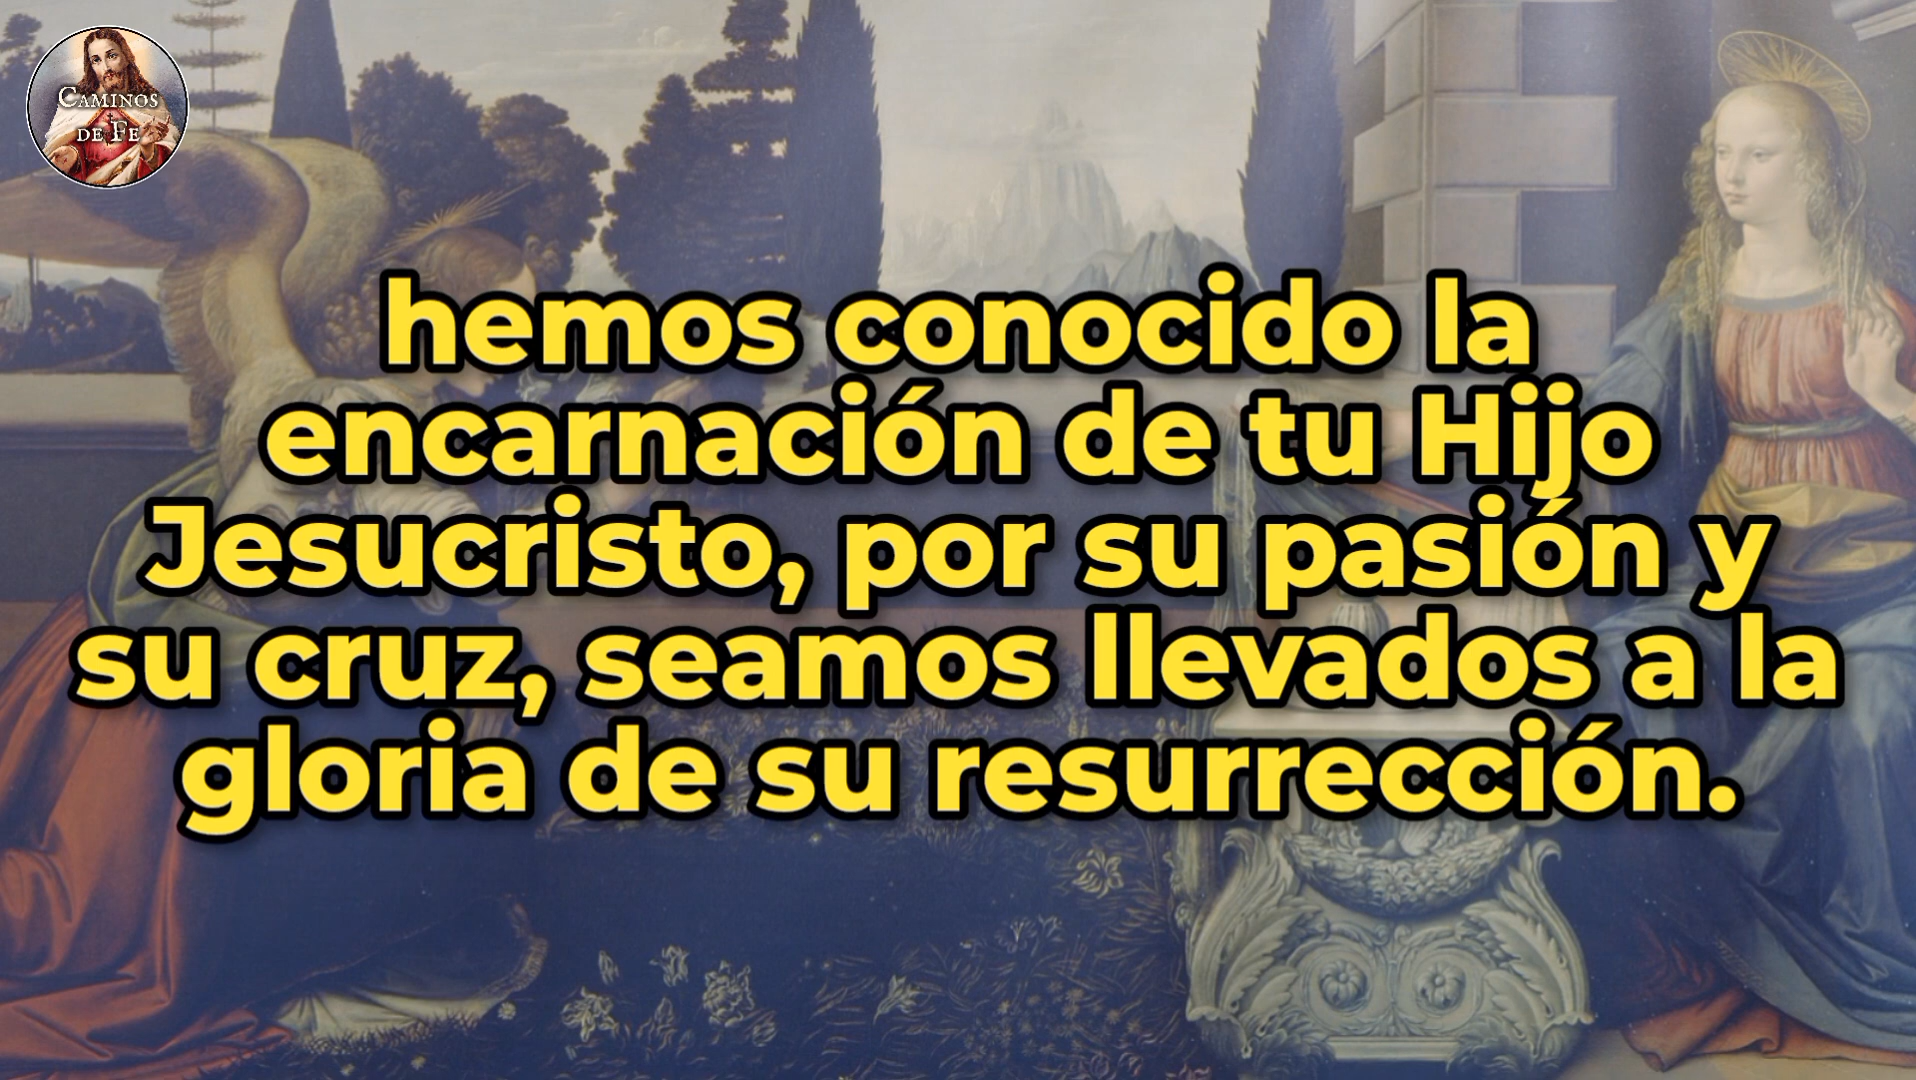 CAMINOS
DE FE
hemos conocido la
encarnación de tu Hijo
Jesucristo, por su pasión y
su cruz, seamos llevados a la
gloria de su resurrección.